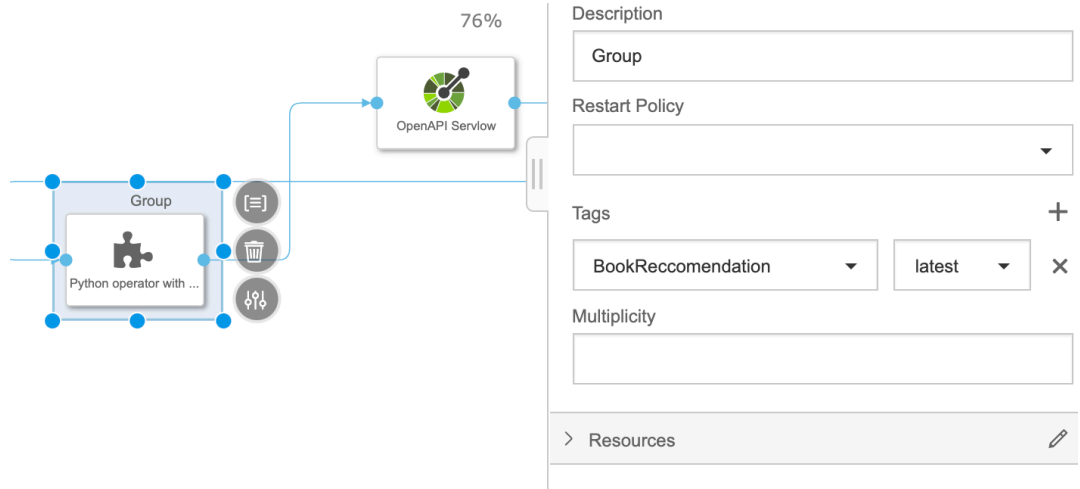 76%
OpenAPI Servlow
Group
Python operator with ...
Description
Group
Restart Policy
Tags
BookReccomendation
latest
Multiplicity
Resources